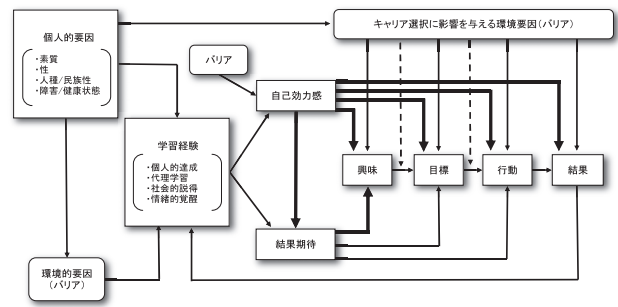 個人的要因
・素質
・性
・人種/民族性
・障害/健康状態
キャリア選択に影響を与える環境要因（バリア）
バリア
自己効力感
学習経験
・個人的達成
・代理学習
・社会的説得
・情緒的覚醒
興味
目標
行動
結果
結果期待
環境的要因
（バリア）